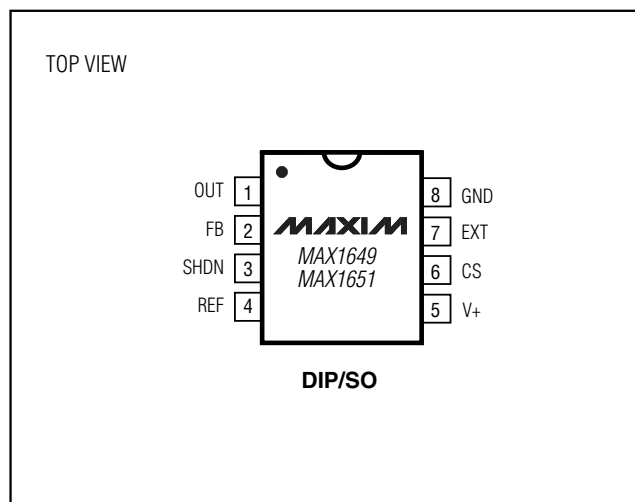 TOP VIEW
OUT 1
FB 2
SHDN 3
REF 4
MAXIM
MAX1649
MAX1651
8 GND
7 EXT
6 CS
5 V+
DIP/SO